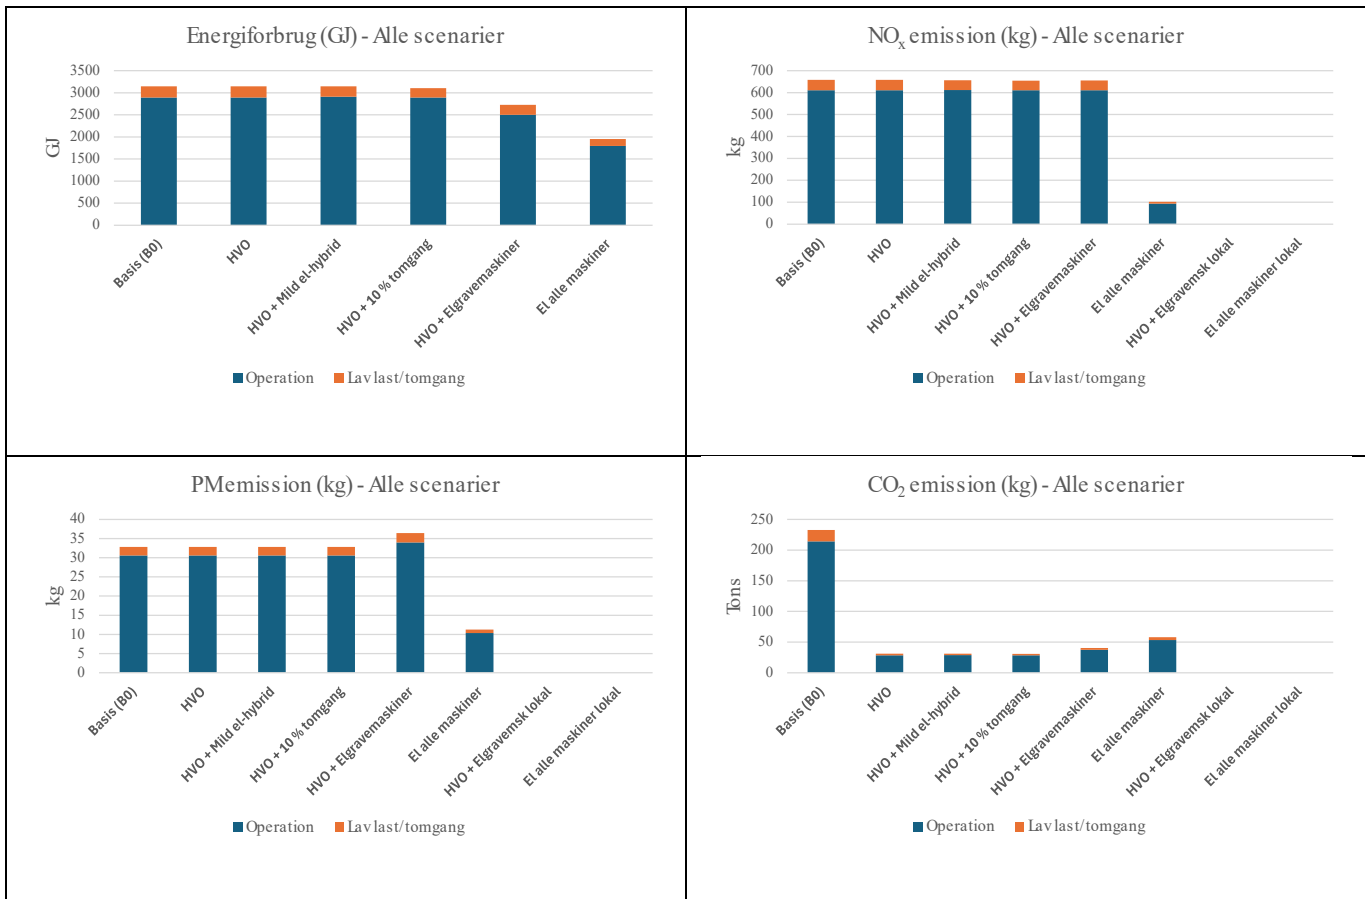 Energiforbrug (GJ) - Alle scenarier
3500
3000
2500
2000
1500
1000
500
0
GJ
Basis (B0)
HVO
HVO + Mild el-hybrid
HVO + 10 % tomgang
HVO + Elgravemaskiner
El alle maskiner
Operation Lav last/tomgang
NOx emission (kg) - Alle scenarier
700
600
500
400
300
200
100
0
kg
Basis (B0)
HVO
HVO + Mild el-hybrid
HVO + 10 % tomgang
HVO + Elgravemaskiner
El alle maskiner
HVO + Elgravemsk lokal
El alle maskiner lokal
Operation Lav last/tomgang
PM emission (kg) - Alle scenarier
40
35
30
25
20
15
10
5
0
kg
Basis (B0)
HVO
HVO + Mild el-hybrid
HVO + 10 % tomgang
HVO + Elgravemaskiner
El alle maskiner
HVO + Elgravemsk lokal
El alle maskiner lokal
Operation Lav last/tomgang
CO2 emission (kg) - Alle scenarier
250
200
150
100
50
0
Tons
Basis (B0)
HVO
HVO + Mild el-hybrid
HVO + 10 % tomgang
HVO + Elgravemaskiner
El alle maskiner
HVO + Elgravemsk lokal
El alle maskiner lokal
Operation Lav last/tomgang